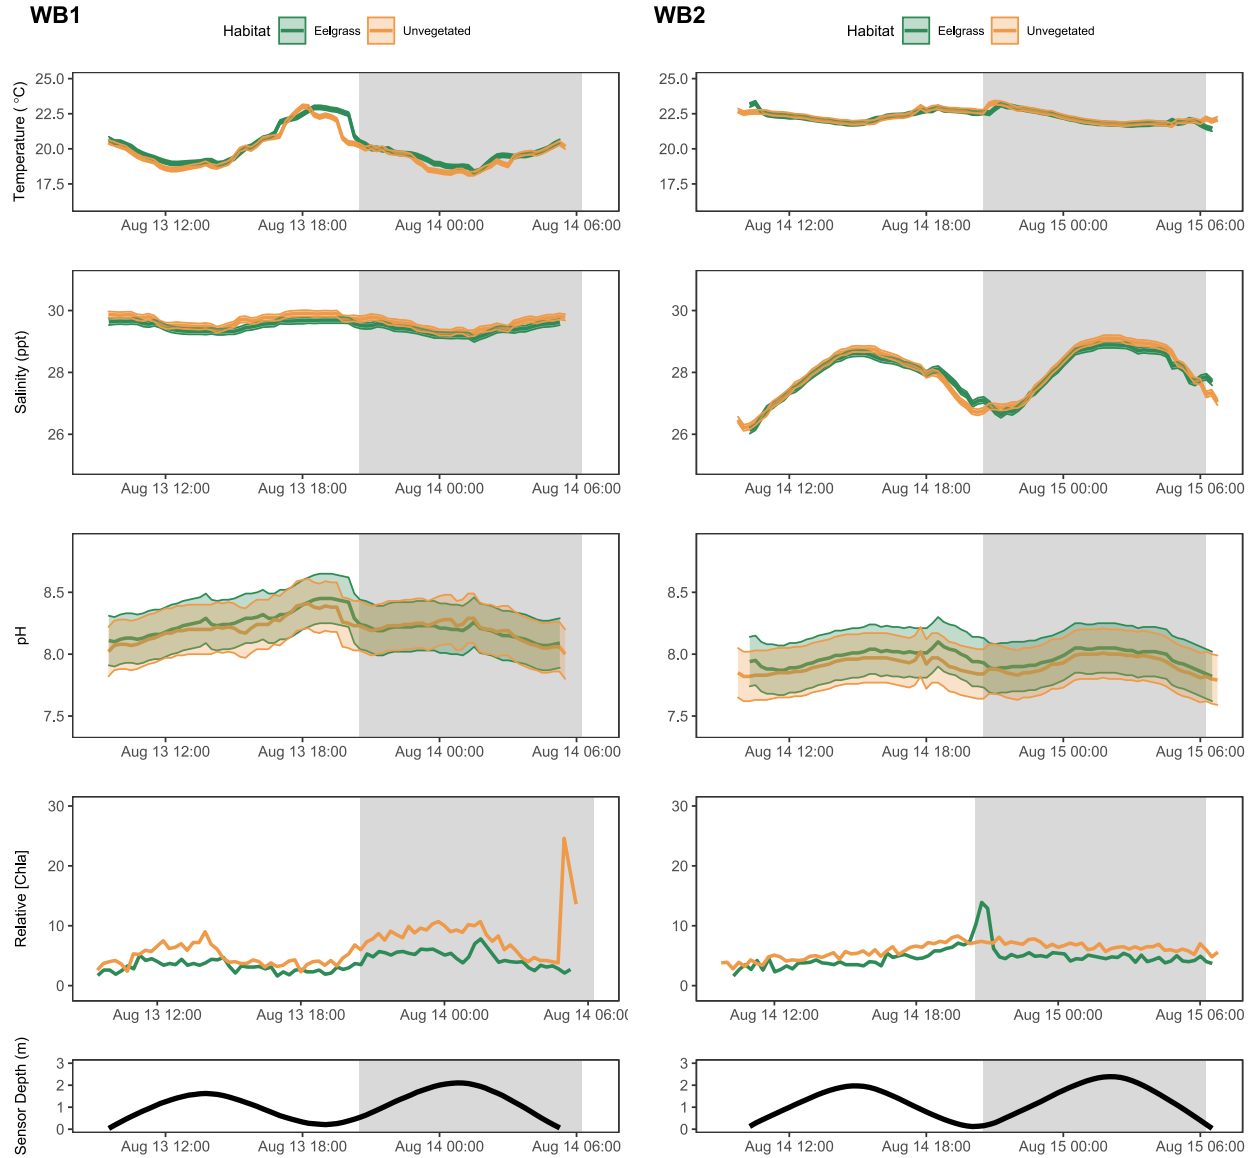 WB1
WB2
Habitat Eelgrass Unvegetated
Habitat Eelgrass Unvegetated
Temperature ( °C)
25.0
22.5
20.0
17.5
Aug 13 12:00 Aug 13 18:00 Aug 14 00:00 Aug 14 06:00
25.0
22.5
20.0
17.5
Aug 14 12:00 Aug 14 18:00 Aug 15 00:00 Aug 15 06:00
Salinity (ppt)
30
28
26
Aug 13 12:00 Aug 13 18:00 Aug 14 00:00 Aug 14 06:00
30
28
26
Aug 14 12:00 Aug 14 18:00 Aug 15 00:00 Aug 15 06:00
pH
8.5
8.0
7.5
Aug 13 12:00 Aug 13 18:00 Aug 14 00:00 Aug 14 06:00
8.5
8.0
7.5
Aug 14 12:00 Aug 14 18:00 Aug 15 00:00 Aug 15 06:00
Relative [Chla]
30
20
10
0
Aug 13 12:00 Aug 13 18:00 Aug 14 00:00 Aug 14 06:00
30
20
10
0
Aug 14 12:00 Aug 14 18:00 Aug 15 00:00 Aug 15 06:00
Sensor Depth (m)
3
2
1
0
Aug 13 12:00 Aug 13 18:00 Aug 14 00:00 Aug 14 06:00
3
2
1
0
Aug 14 12:00 Aug 14 18:00 Aug 15 00:00 Aug 15 06:00